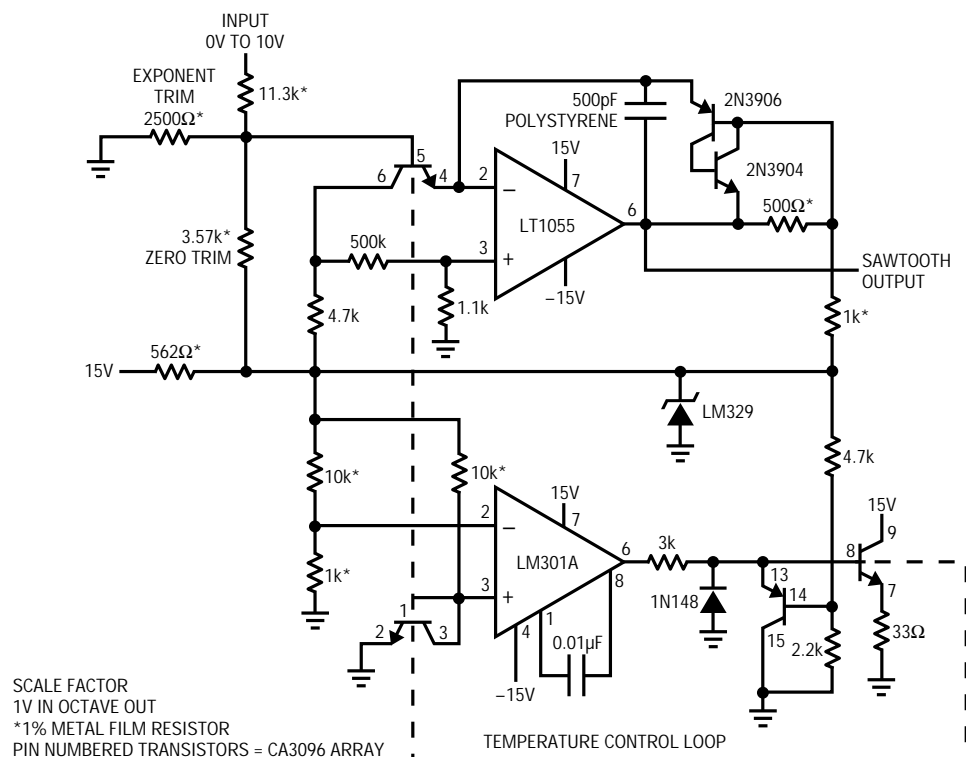 INPUT
0V TO 10V
EXPONENT
TRIM
2500Ω*
11.3k*
500pF
POLYSTYRENE
2N3906
2N3904
15V
7
5
6
4
2
–
LT1055
6
500Ω*
3
+
3.57k*
ZERO TRIM
500k
–15V
SAWTOOTH
OUTPUT
4.7k
1.1k
1k*
562Ω*
15V
LM329
4.7k
10k*
10k*
15V
7
15V
9
2
–
LM301A
6
3k
8
8
13
14
7
1k*
3
+
1N148
1
2
3
4
1
0.01µF
15
2.2k
33Ω
–15V
SCALE FACTOR
1V IN OCTAVE OUT
*1% METAL FILM RESISTOR
PIN NUMBERED TRANSISTORS = CA3096 ARRAY
TEMPERATURE CONTROL LOOP